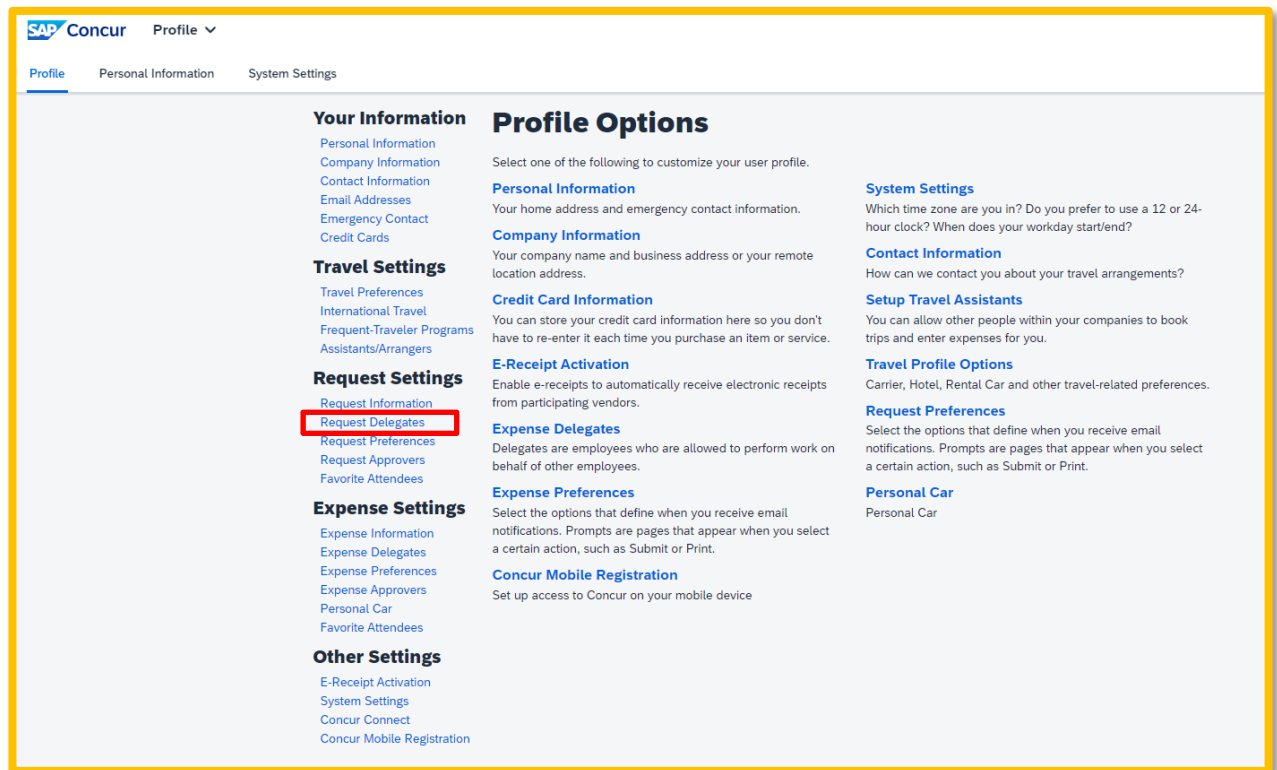 SAP Concur Profile
Profile Personal Information System Settings
Your Information
Personal Information
Company Information
Contact Information
Email Addresses
Emergency Contact
Credit Cards
Travel Settings
Travel Preferences
International Travel
Frequent-Traveler Programs
Assistants/Arrangers
Request Settings
Request Information
Request Delegates
Request Preferences
Request Approvers
Favorite Attendees
Expense Settings
Expense Information
Expense Delegates
Expense Preferences
Expense Approvers
Personal Car
Favorite Attendees
Other Settings
E-Receipt Activation
System Settings
Concur Connect
Concur Mobile Registration
Profile Options
Select one of the following to customize your user profile.
Personal Information
Your home address and emergency contact information.
Company Information
Your company name and business address or your remote
location address.
Credit Card Information
You can store your credit card information here so you don't
have to re-enter it each time you purchase an item or service.
E-Receipt Activation
Enable e-receipts to automatically receive electronic receipts
from participating vendors.
Expense Delegates
Delegates are employees who are allowed to perform work on
behalf of other employees.
Expense Preferences
Select the options that define when you receive email
notifications. Prompts are pages that appear when you select
a certain action, such as Submit or Print.
Concur Mobile Registration
Set up access to Concur on your mobile device
System Settings
Which time zone are you in? Do you prefer to use a 12 or 24-
hour clock? When does your workday start/end?
Contact Information
How can we contact you about your travel arrangements?
Setup Travel Assistants
You can allow other people within your companies to book
trips and enter expenses for you.
Travel Profile Options
Carrier, Hotel, Rental Car and other travel-related preferences.
Request Preferences
Select the options that define when you receive email
notifications. Prompts are pages that appear when you select
a certain action, such as Submit or Print.
Personal Car
Personal Car